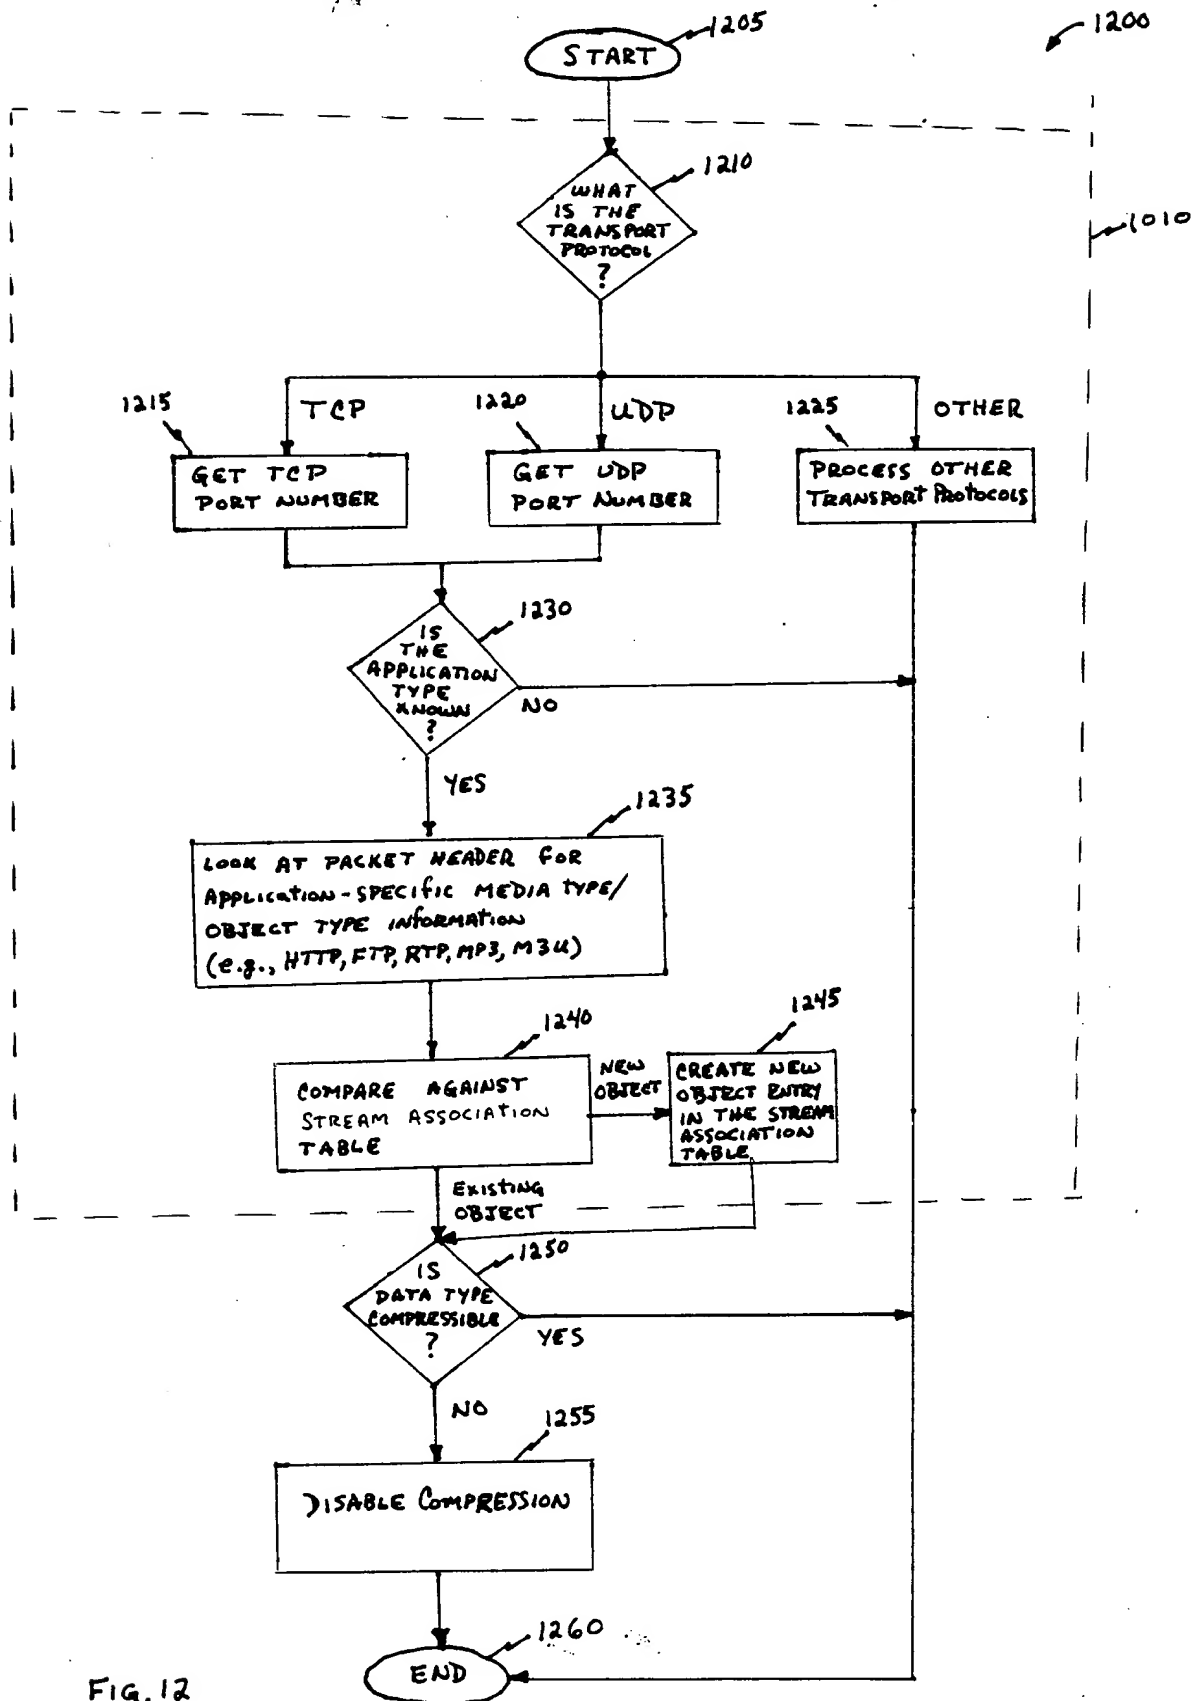 1205
1200
START
1210
WHAT
IS THE
TRANSPORT
PROTOCOL
?
1010
1215
TCP
1220
UDP
1225
OTHER
GET TCP
PORT NUMBER
GET UDP
PORT NUMBER
PROCESS OTHER
TRANSPORT PROTOCOLS
1230
IS
THE
APPLICATION
TYPE
KNOWN
?
NO
YES
1235
LOOK AT PACKET HEADER FOR
APPLICATION-SPECIFIC MEDIA TYPE/
OBJECT TYPE INFORMATION
(e.g., HTTP, FTP, RTP, MP3, M3U)
1240
1245
COMPARE AGAINST
STREAM ASSOCIATION
TABLE
NEW
OBJECT
CREATE NEW
OBJECT ENTRY
IN THE STREAM
ASSOCIATION
TABLE
EXISTING
OBJECT
1250
IS
DATA TYPE
COMPRESSIBLE
?
YES
NO
1255
DISABLE COMPRESSION
1260
END
FIG. 12